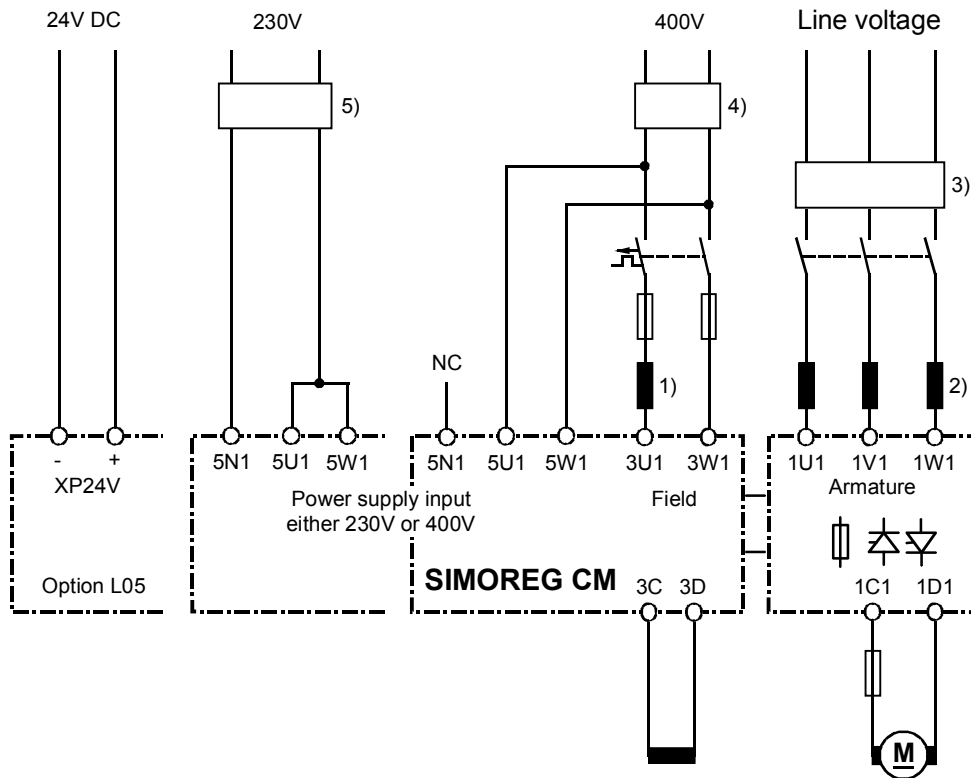 24V DC 230V 400V Line voltage
5) 4)
3)
NC 1) 2)
- + 5N1 5U1 5W1 5N1 5U1 5W1 3U1 3W1 1U1 1V1 1W1
XP24V Power supply input Field Armature
either 230V or 400V
Option L05 SIMOREG CM 3C 3D 1C1 1D1
M